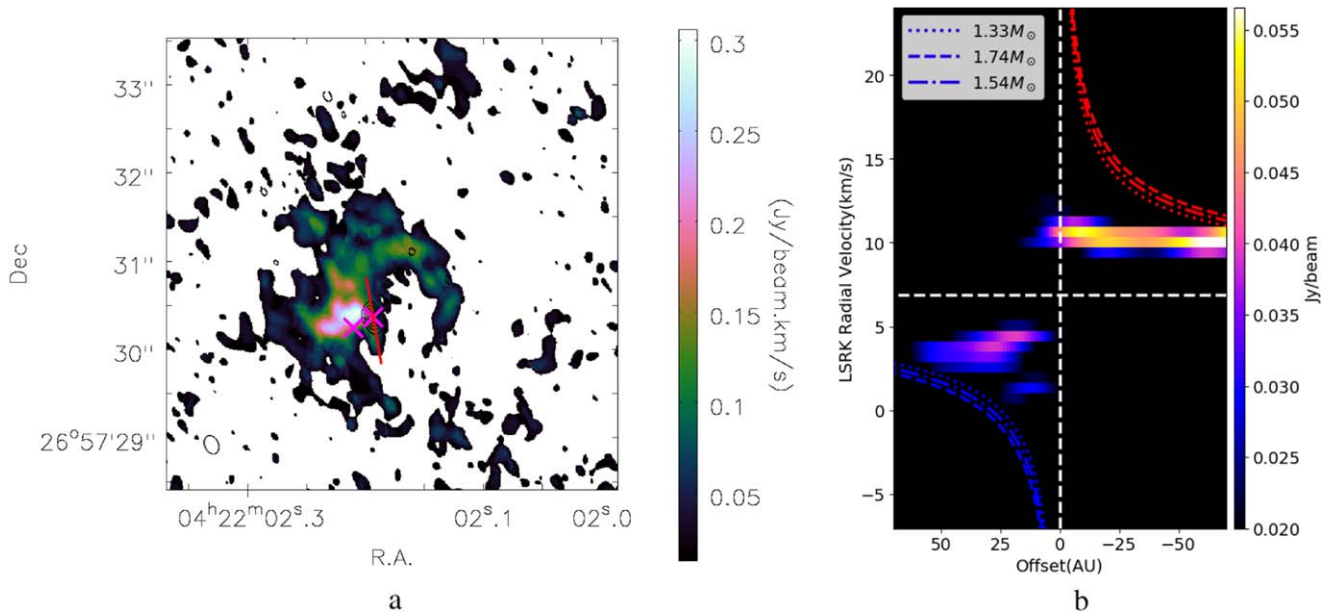 33''
32''
31''
30''
26°57'29''
Dec
04ʰ22ᵐ02ˢ.3
02ˢ.1
02ˢ.0
R.A.
0.3
0.25
0.2
0.15
0.1
0.05
(Jy/beam.km/s)
a
1.33M⊙
1.74M⊙
1.54M⊙
20
15
10
5
0
−5
LSRK Radial Velocity(km/s)
50
25
0
−25
−50
Offset(AU)
0.055
0.050
0.045
0.040
0.035
0.030
0.025
0.020
Jy/beam
b